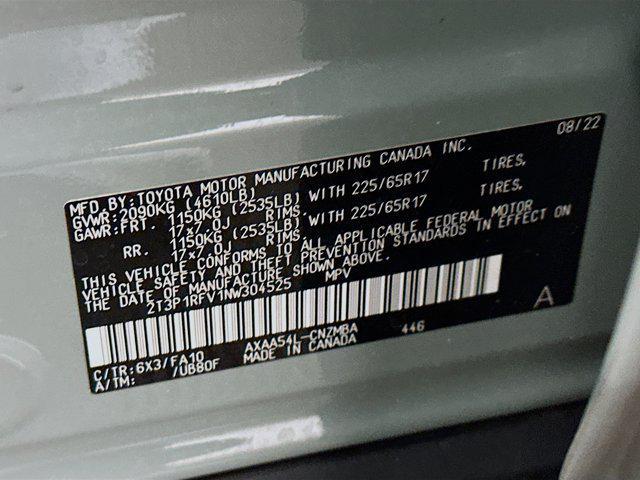 08/22
MFD.BY:TOYOTA MOTOR MANUFACTURING CANADA INC.
GVWR:2090KG (4610LB)
GAWR:FRT. 1150KG (2535LB) WITH 225/65R17 TIRES,
17x7.0J RIMS.
RR. 1150KG (2535LB) WITH 225/65R17 TIRES,
17x7.0J RIMS.
THIS VEHICLE CONFORMS TO ALL APPLICABLE FEDERAL MOTOR
VEHICLE SAFETY AND THEFT PREVENTION STANDARDS IN EFFECT ON
THE DATE OF MANUFACTURE SHOWN ABOVE.
2T3P1RFV1NW304525 MPV
A
C/TR:6X3/FA10 AXAA54L-CNZMBA 446
A/TM: /UB80F MADE IN CANADA